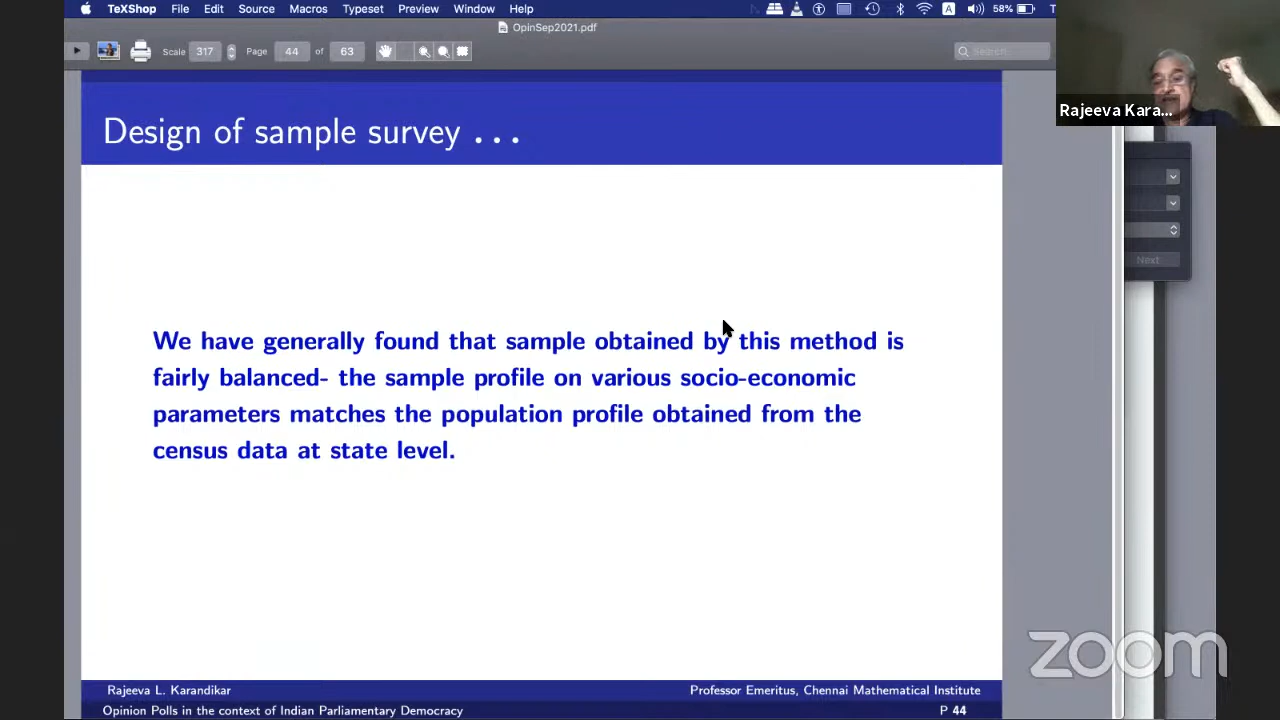 TeXShop File Edit Source Macros Typeset Preview Window Help
A
58%
OpinSep2021.pdf
Scale 317 Page 44 of 63
Search
Rajeeva Kara...
Next
Design of sample survey ...
We have generally found that sample obtained by this method is
fairly balanced- the sample profile on various socio-economic
parameters matches the population profile obtained from the
census data at state level.
zoom
Rajeeva L. Karandikar Professor Emeritus, Chennai Mathematical Institute
Opinion Polls in the context of Indian Parliamentary Democracy P 44